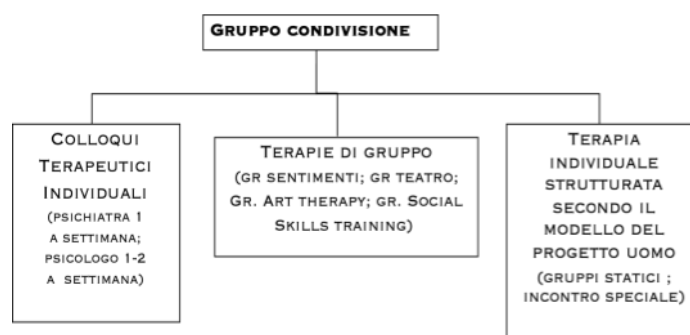 GRUPPO CONDIVISIONE
COLLOQUI
TERAPEUTICI
INDIVIDUALI
(PSICHIATRA 1
A SETTIMANA;
PSICOLOGO 1-2
A SETTIMANA)
TERAPIE DI GRUPPO
(GR SENTIMENTI; GR TEATRO;
GR. ART THERAPY; GR. SOCIAL
SKILLS TRAINING)
TERAPIA
INDIVIDUALE
STRUTTURATA
SECONDO IL
MODELLO DEL
PROGETTO UOMO
(GRUPPI STATICI ;
INCONTRO SPECIALE)